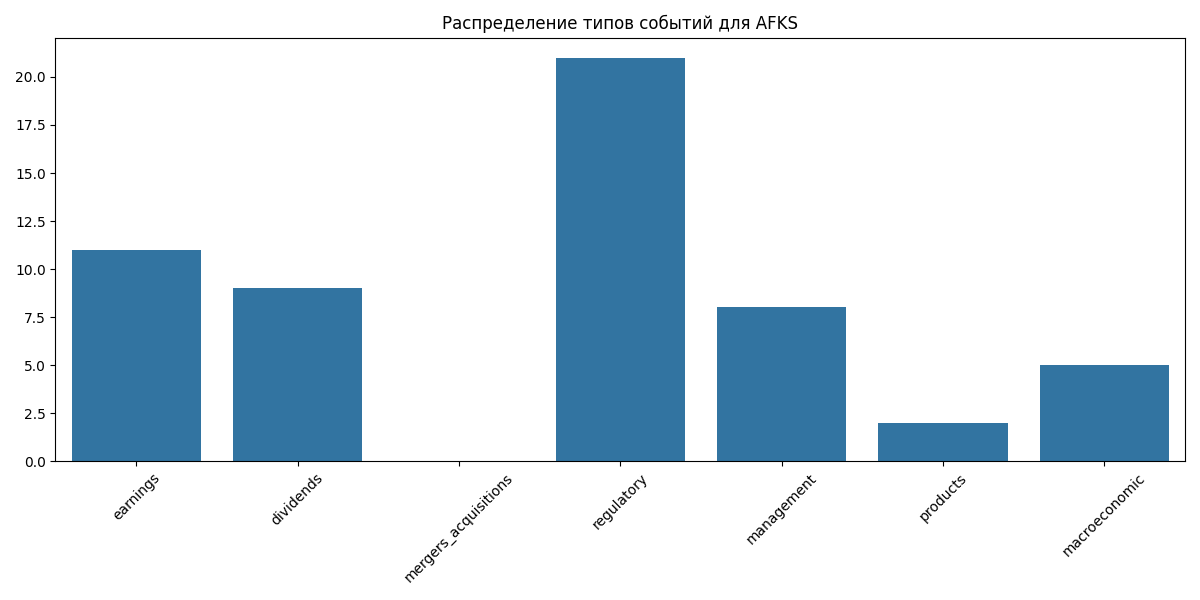 Распределение типов событий для AFKS
20.0
17.5
15.0
12.5
10.0
7.5
5.0
2.5
0.0
earnings
dividends
mergers_acquisitions
regulatory
management
products
macroeconomic